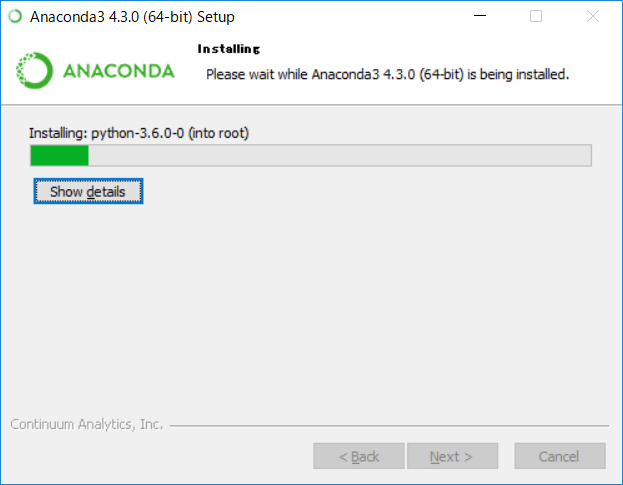 Anaconda3 4.3.0 (64-bit) Setup
Installing
ANACONDA
Please wait while Anaconda3 4.3.0 (64-bit) is being installed.
Installing: python-3.6.0-0 (into root)
Show details
Continuum Analytics, Inc.
< Back Next > Cancel